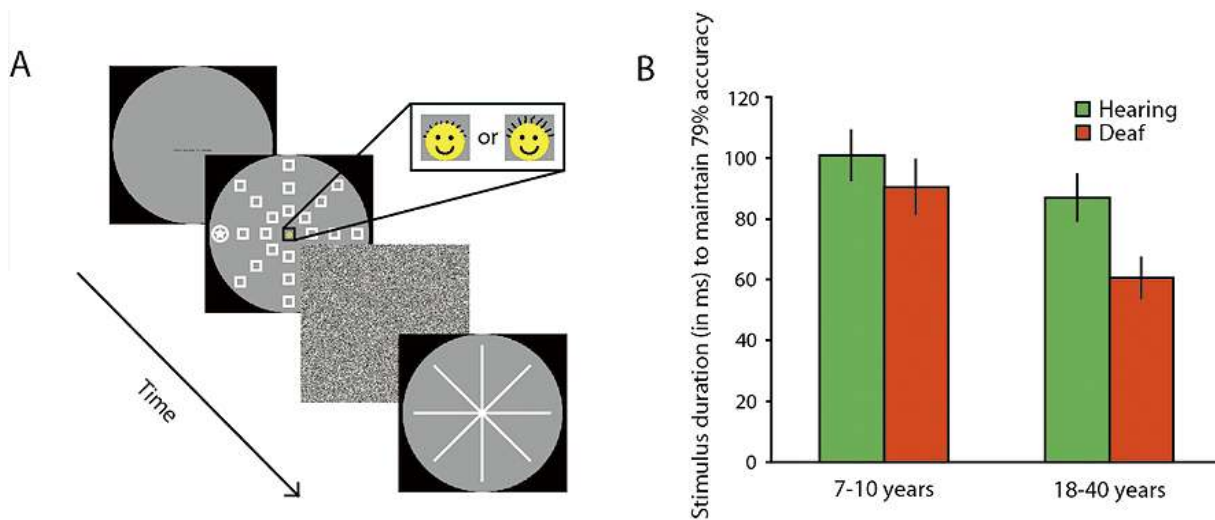 A
or
Time
B
Stimulus duration (in ms) to maintain 79% accuracy
120
100
80
60
40
20
0
Hearing
Deaf
7-10 years
18-40 years